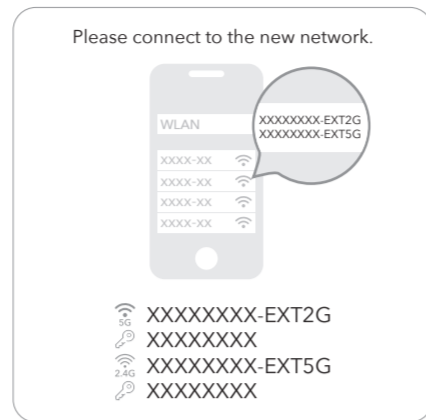 Please connect to the new network.
WLAN
XXXXXXXX-EXT2G
XXXXXXXX-EXT5G
XXXX-XX
XXXX-XX
XXXX-XX
XXXX-XX
5G XXXXXXXX-EXT2G
XXXXXXXX
2.4G XXXXXXXX-EXT5G
XXXXXXXX